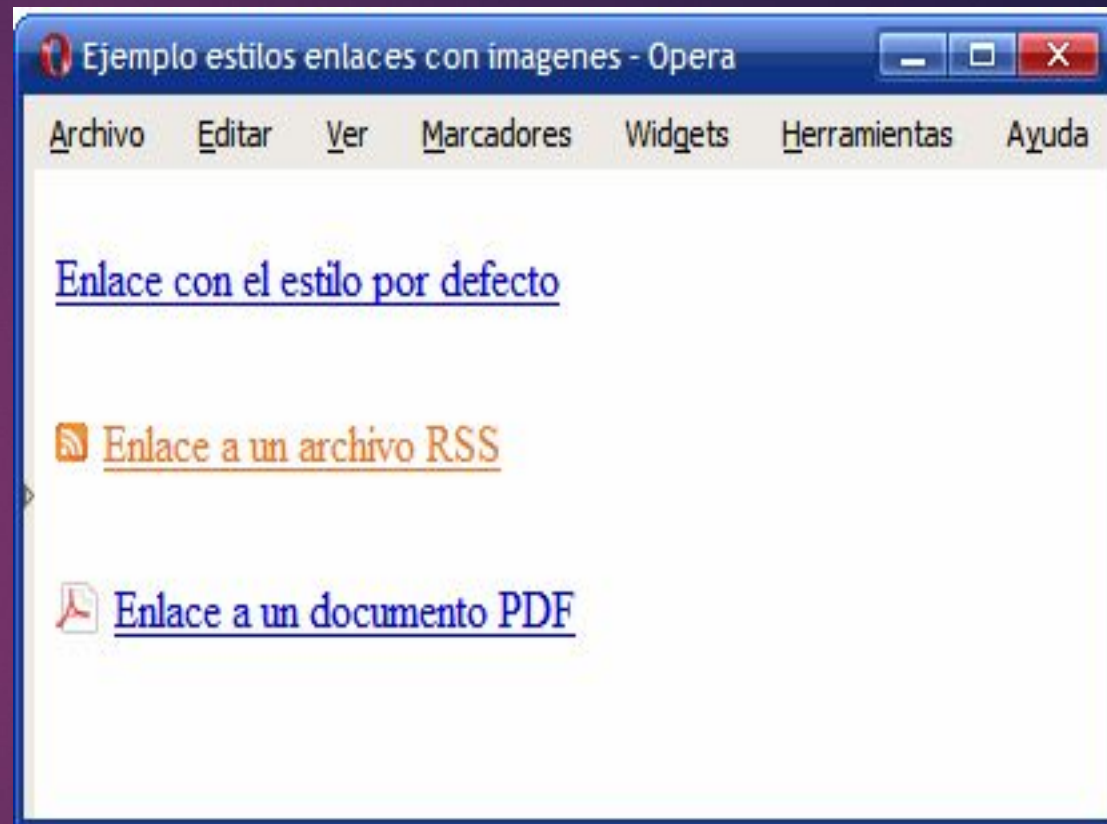 Ejemplo estilos enlaces con imagenes - Opera
Archivo Editar Ver Marcadores Widgets Herramientas Ayuda
Enlace con el estilo por defecto
Enlace a un archivo RSS
Enlace a un documento PDF